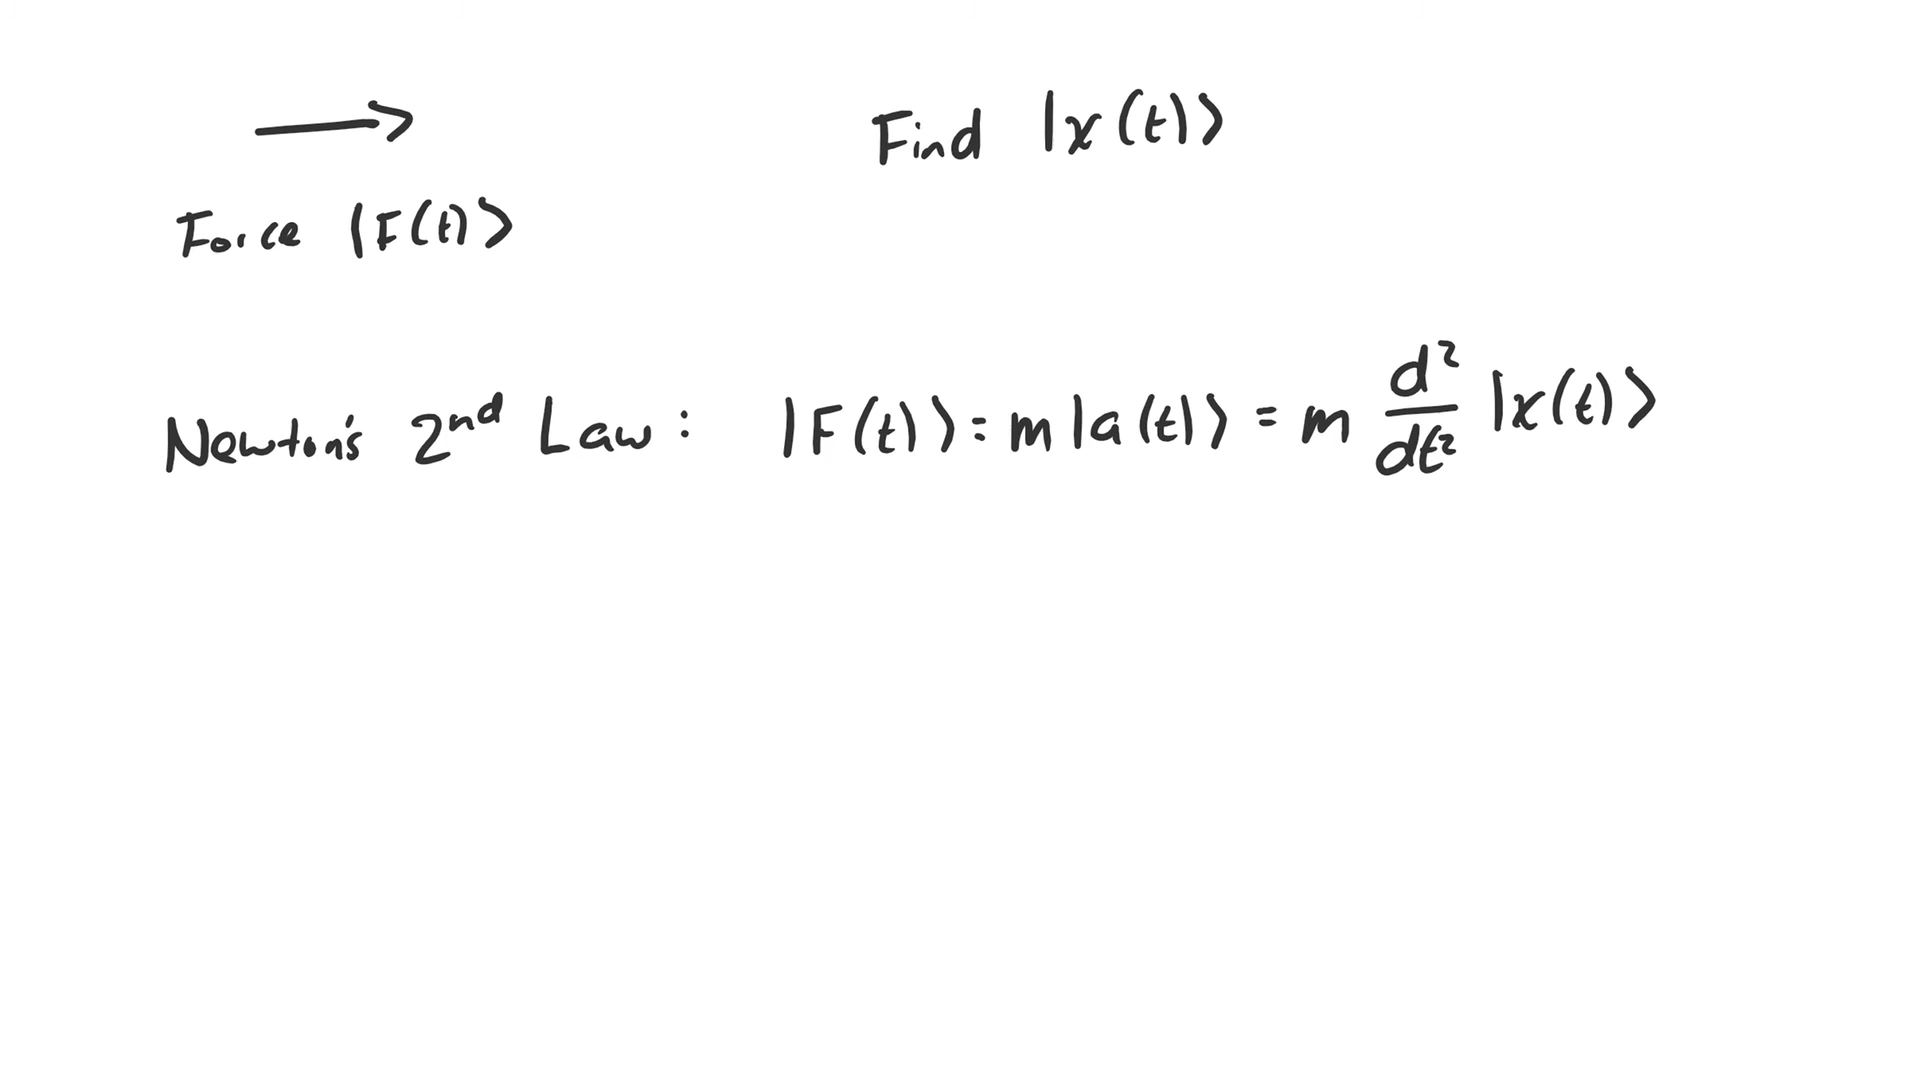 Find |x(t)⟩
Force |F(t)⟩
Newton's 2nd Law: |F(t)⟩ = m|a(t)⟩ = m d²/dt² |x(t)⟩